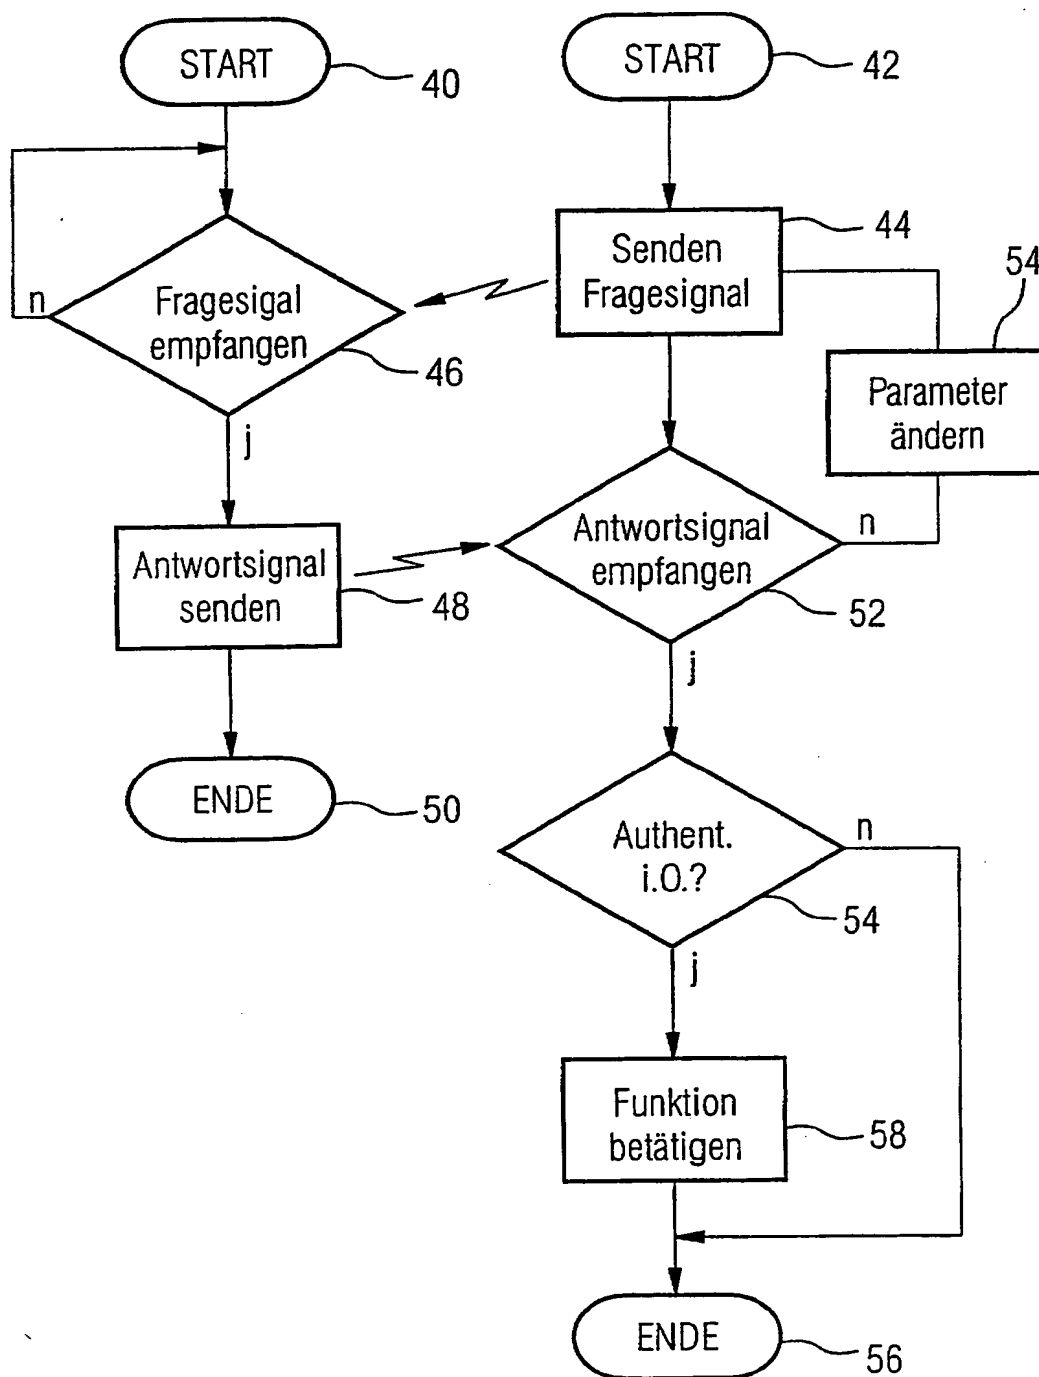 START
40
START
42
Senden
Fragesignal
44
54
n
Fragesigal
empfangen
46
Parameter
ändern
j
Antwortsignal
senden
48
Antwortsignal
empfangen
n
52
j
ENDE
50
Authent.
i.O.?
n
54
j
Funktion
betätigen
58
ENDE
56